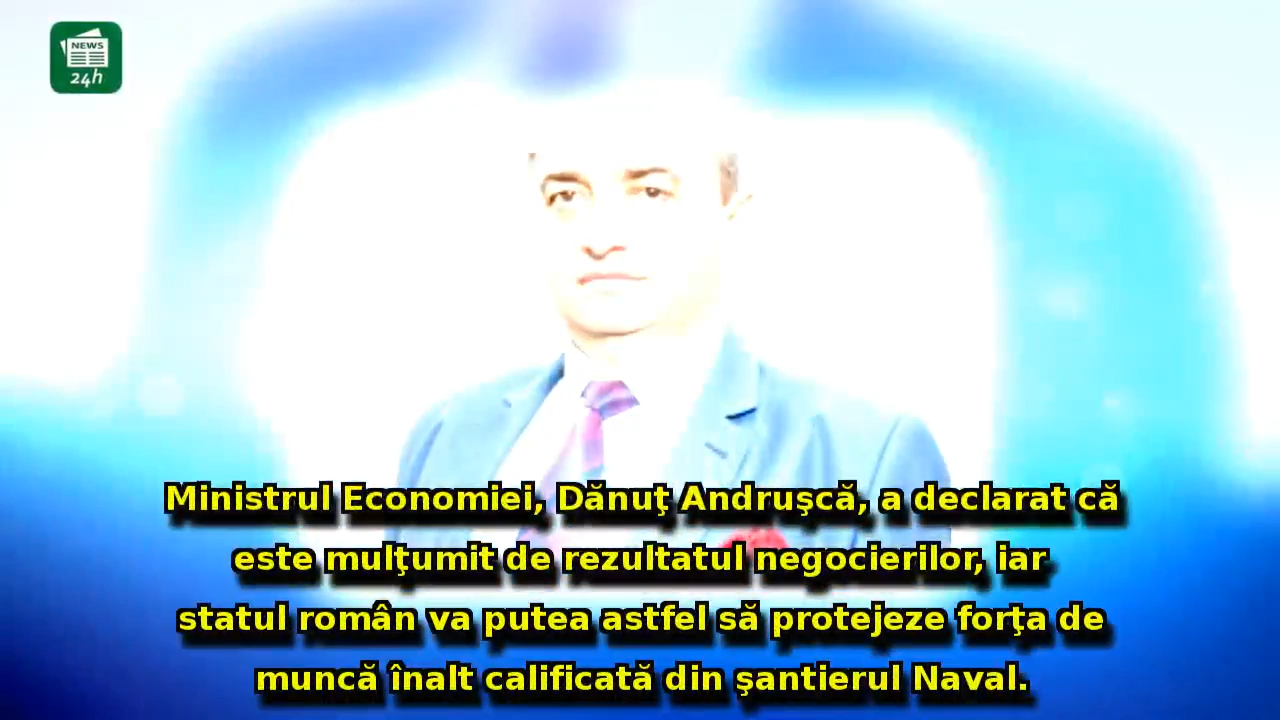 NEWS
24h
Ministrul Economiei, Dănuţ Andruşcă, a declarat că
este mulţumit de rezultatul negocierilor, iar
statul român va putea astfel să protejeze forţa de
muncă înalt calificată din şantierul Naval.